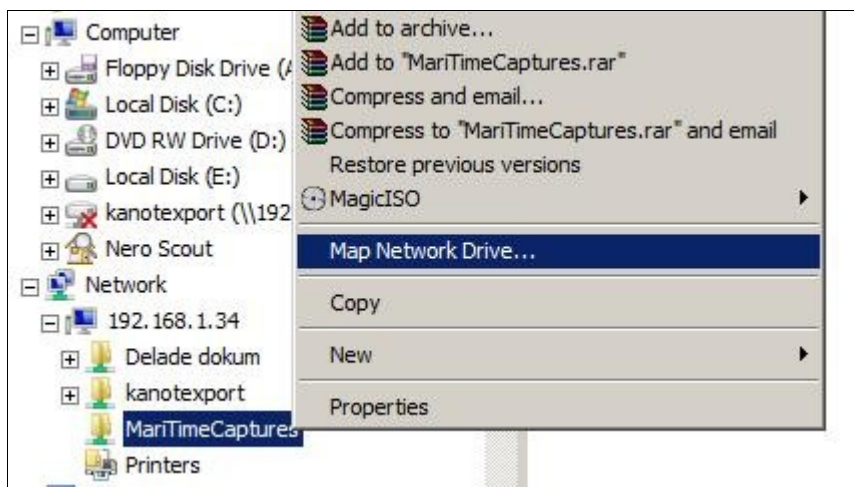 Computer
Floppy Disk Drive (A
Local Disk (C:)
DVD RW Drive (D:)
Local Disk (E:)
kanotexport (\\192
Nero Scout
Network
192.168.1.34
Delade dokum
kanotexport
MariTimeCaptures
Printers
Add to archive...
Add to "MariTimeCaptures.rar"
Compress and email...
Compress to "MariTimeCaptures.rar" and email
Restore previous versions
MagicISO
Map Network Drive...
Copy
New
Properties